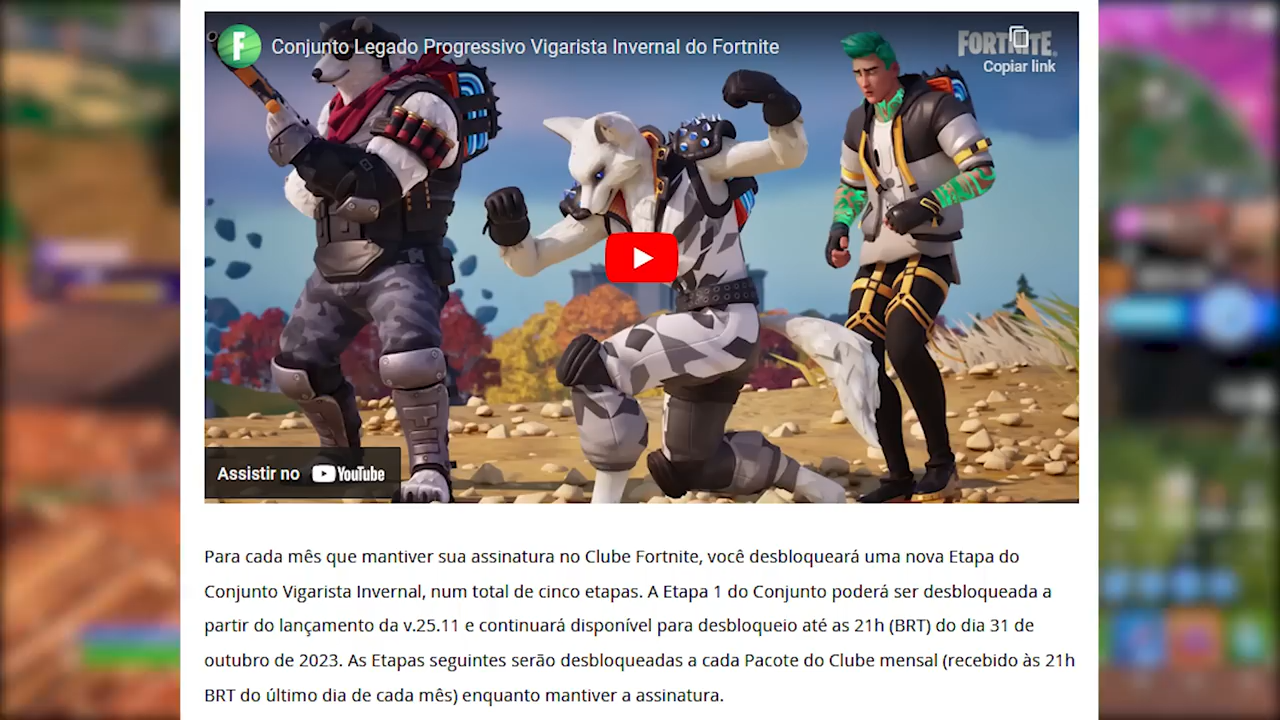 Conjunto Legado Progressivo Vigarista Invernal do Fortnite
FORTNITE
Copiar link
Assistir no YouTube
Para cada mês que mantiver sua assinatura no Clube Fortnite, você desbloqueará uma nova Etapa do
Conjunto Vigarista Invernal, num total de cinco etapas. A Etapa 1 do Conjunto poderá ser desbloqueada a
partir do lançamento da v.25.11 e continuará disponível para desbloqueio até as 21h (BRT) do dia 31 de
outubro de 2023. As Etapas seguintes serão desbloqueadas a cada Pacote do Clube mensal (recebido às 21h
BRT do último dia de cada mês) enquanto mantiver a assinatura.